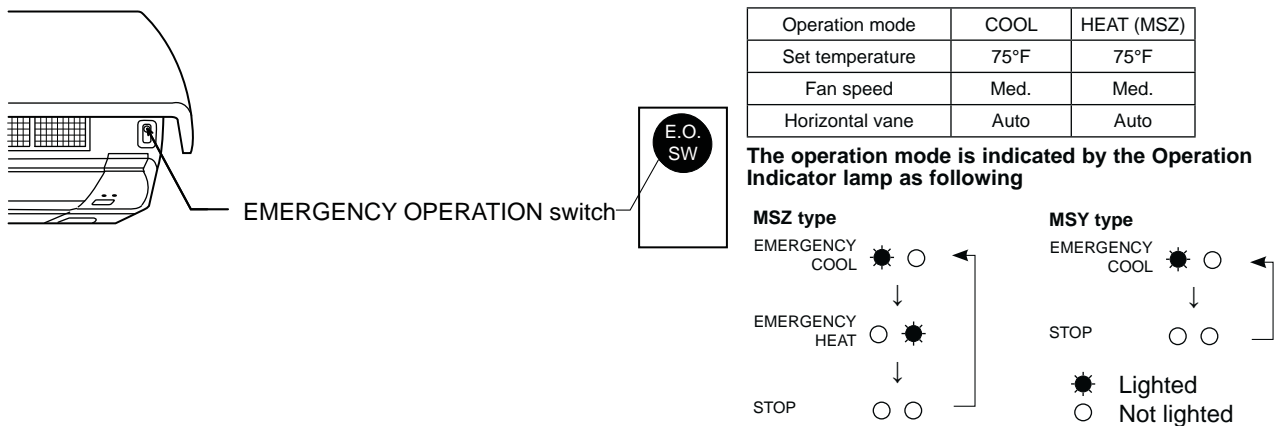 EMERGENCY OPERATION switch
E.O.
SW
Operation mode COOL HEAT (MSZ)
Set temperature 75°F 75°F
Fan speed Med. Med.
Horizontal vane Auto Auto
The operation mode is indicated by the Operation
Indicator lamp as following
MSZ type
EMERGENCY
COOL
EMERGENCY
HEAT
STOP
MSY type
EMERGENCY
COOL
STOP
Lighted
Not lighted